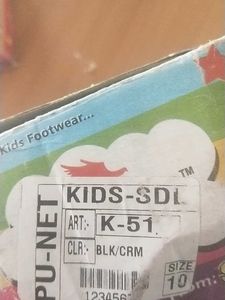 Kids Footwear...
TM
PU-NET
KIDS-SDL
ART:- K-51
CLR:- BLK/CRM
SIZE
10